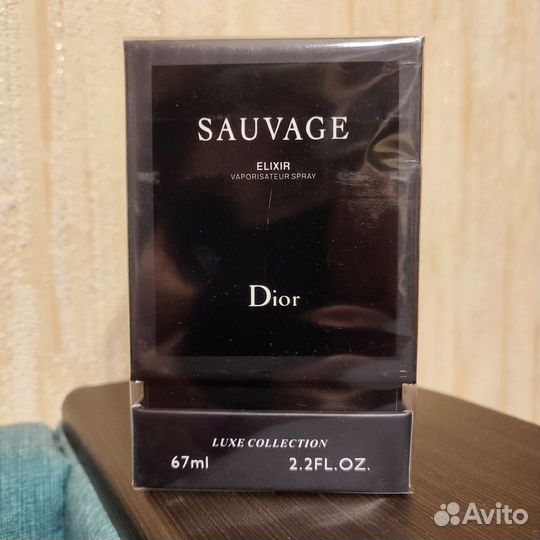 SAUVAGE
ELIXIR
VAPORISATEUR SPRAY
Dior
LUXE COLLECTION
67ml 2.2FL.OZ.
Avito